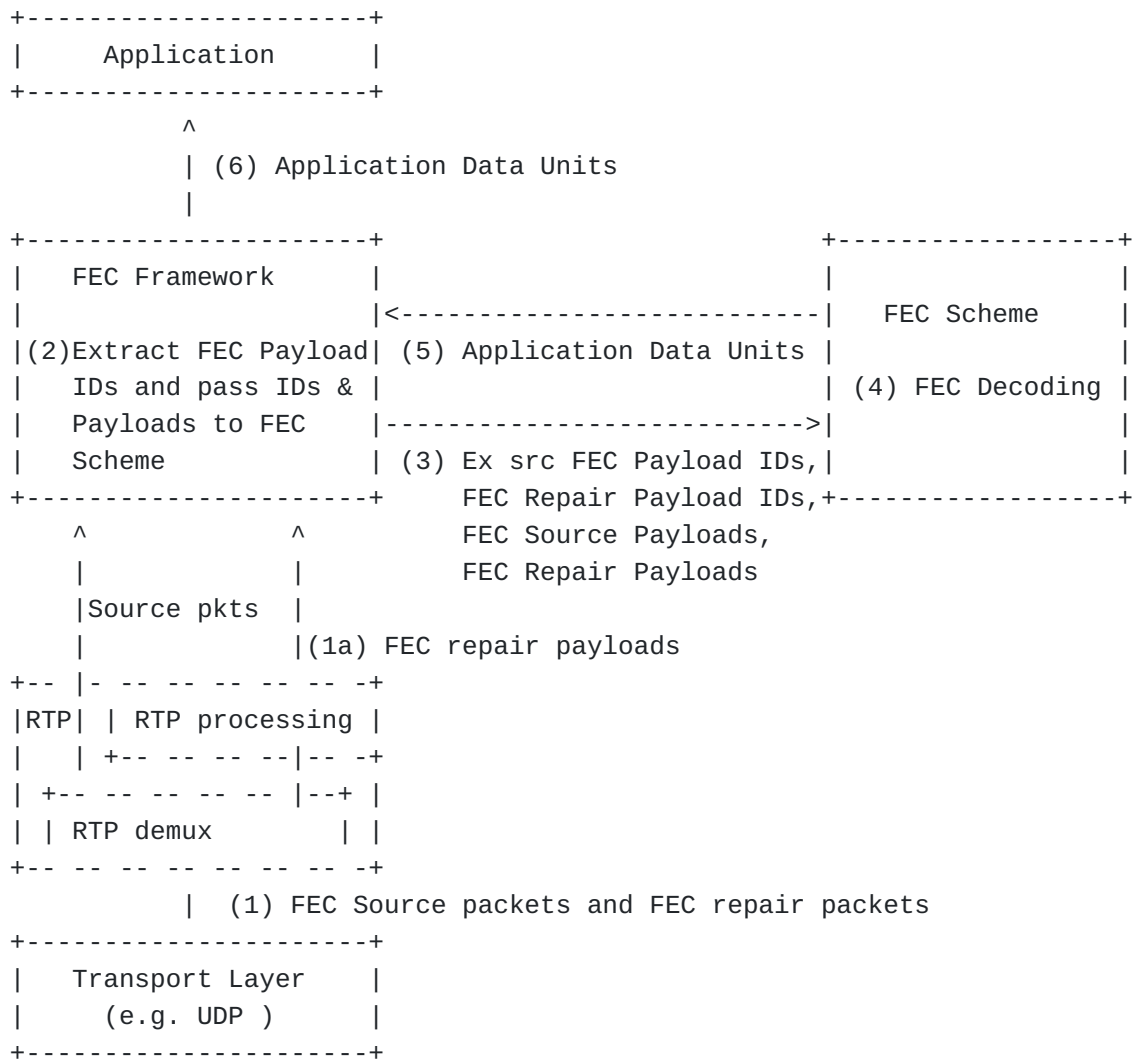 +----------------------+
|     Application      |
+----------------------+
           ^
           | (6) Application Data Units
           |
+----------------------+                            +------------------+
|   FEC Framework      |                            |                  |
|                      |<---------------------------|   FEC Scheme     |
|(2)Extract FEC Payload| (5) Application Data Units |                  |
|   IDs and pass IDs & |                            | (4) FEC Decoding |
|   Payloads to FEC    |--------------------------->|                  |
|   Scheme             | (3) Ex src FEC Payload IDs,|                  |
+----------------------+     FEC Repair Payload IDs,+------------------+
    ^             ^          FEC Source Payloads,
    |             |          FEC Repair Payloads
    |Source pkts  |
    |             |(1a) FEC repair payloads
+-- |- -- -- -- -- -- -+
|RTP| | RTP processing |
|   | +-- -- -- --|-- -+
| +-- -- -- -- -- |--+ |
| | RTP demux        | |
+-- -- -- -- -- -- -- -+
           |  (1) FEC Source packets and FEC repair packets
+----------------------+
|   Transport Layer    |
|     (e.g. UDP )      |
+----------------------+